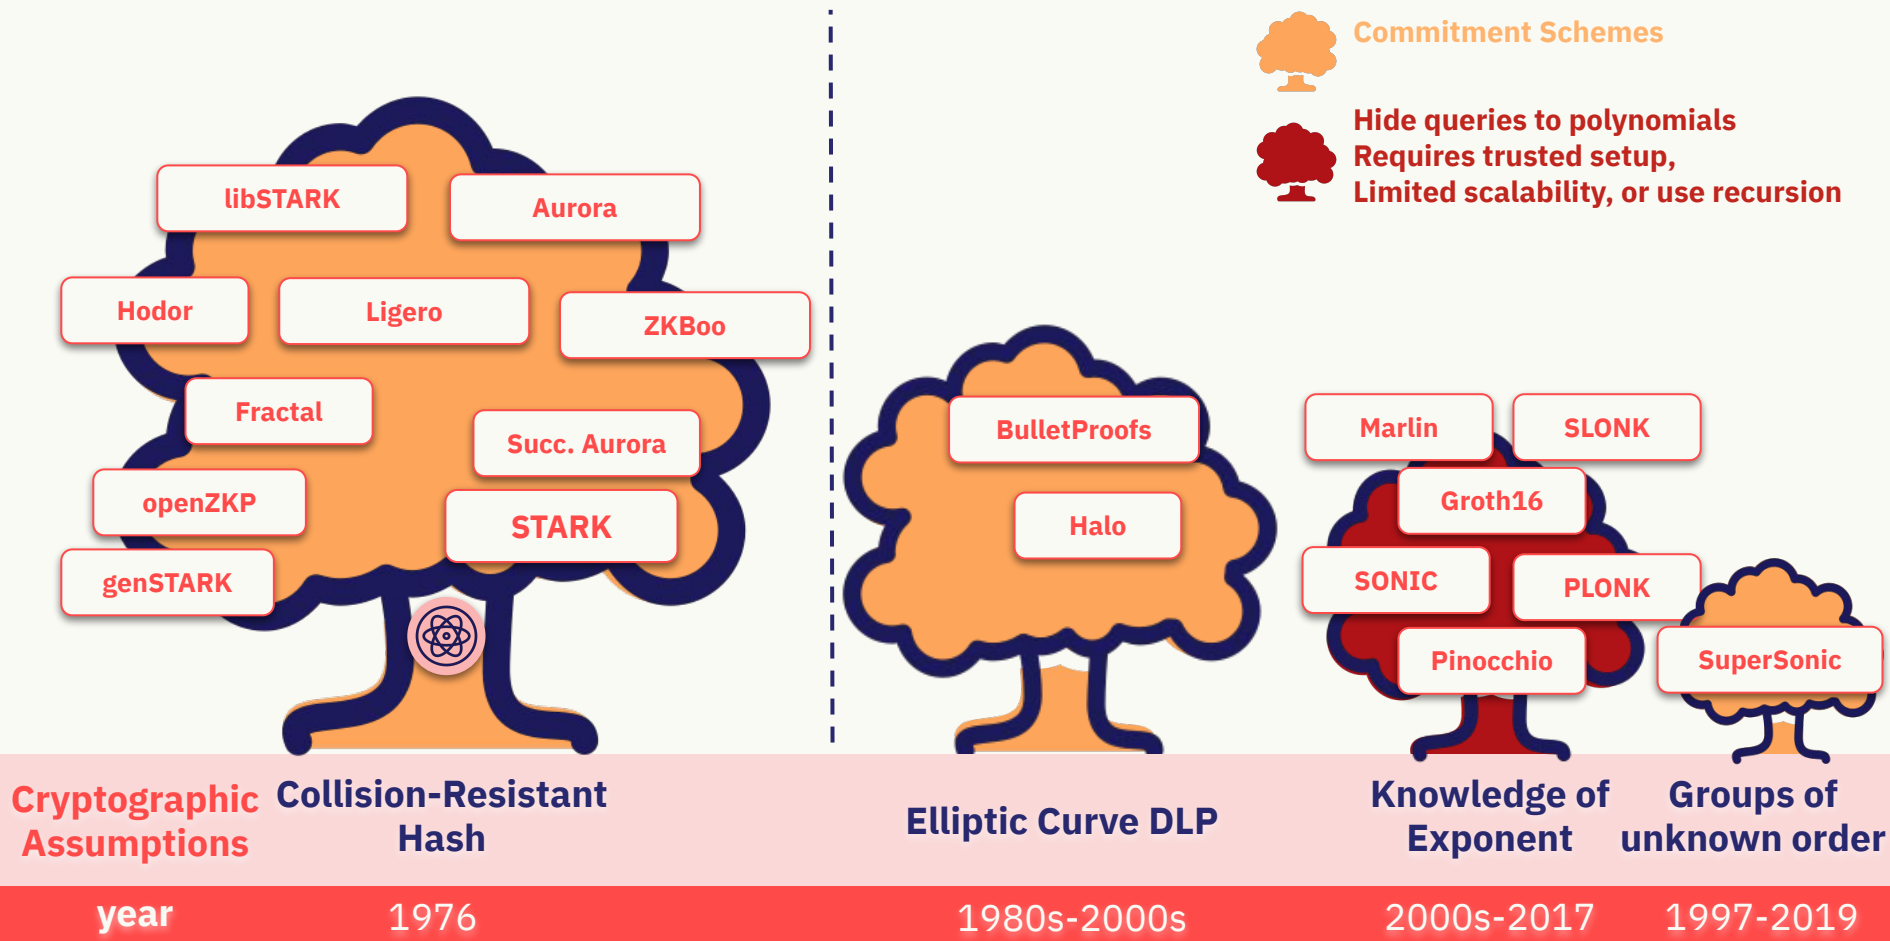 Commitment Schemes
Hide queries to polynomials
Requires trusted setup,
Limited scalability, or use recursion
libSTARK
Aurora
Hodor
Ligero
ZKBoo
Fractal
Succ. Aurora
openZKP
STARK
genSTARK
BulletProofs
Halo
Marlin
SLONK
Groth16
SONIC
PLONK
Pinocchio
SuperSonic
Cryptographic
Assumptions
Collision-Resistant
Hash
Elliptic Curve DLP
Knowledge of
Exponent
Groups of
unknown order
year
1976
1980s-2000s
2000s-2017
1997-2019